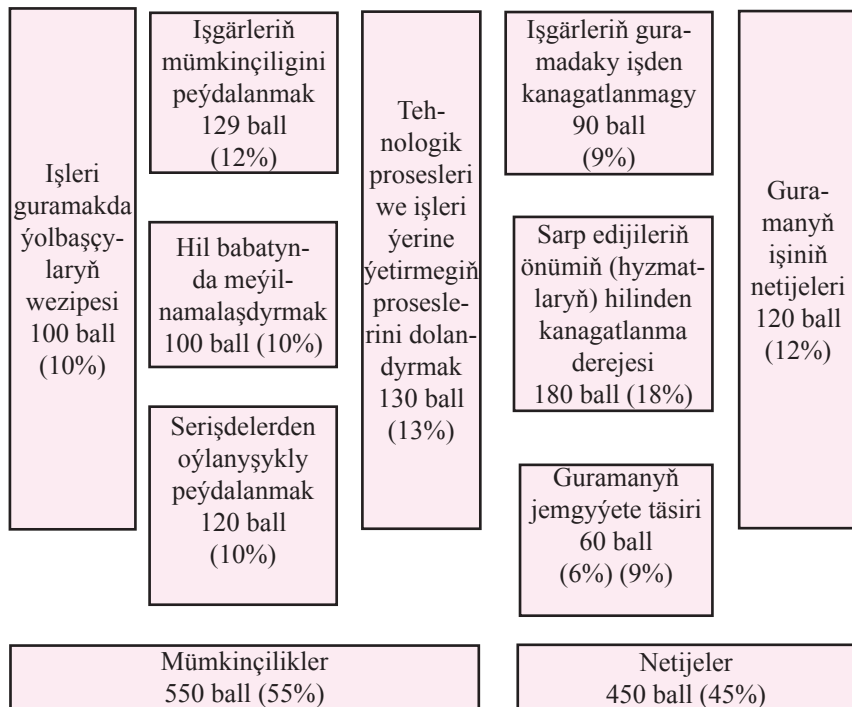 Işleri
guramakda
ýolbaşçy-
laryň
wezipesi
100 ball
(10%)
Işgärleriň
mümkinçiligini
peýdalanmak
129 ball
(12%)
Hil babatyn-
da meýil-
namalaşdyrmak
100 ball (10%)
Serişdelerden
oýlanyşykly
peýdalanmak
120 ball
(10%)
Teh-
nologik
prosesleri
we işleri
ýerine
ýetirmegiň
prosesle-
rini dolan-
dyrmak
130 ball
(13%)
Işgärleriň gura-
madaky işden
kanagatlanmagy
90 ball
(9%)
Sarp edijileriň
önümiň (hyzmat-
laryň) hilinden
kanagatlanma
derejesi
180 ball (18%)
Guramanyň
jemgyýete täsiri
60 ball
(6%) (9%)
Gura-
manyň
işiniň
netijeleri
120 ball
(12%)
Mümkinçilikler
550 ball (55%)
Netijeler
450 ball (45%)